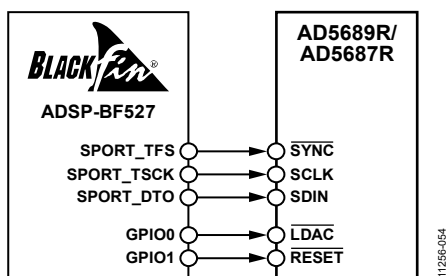 BLACKfin®
ADSP-BF527
AD5689R/
AD5687R
SPORT_TFS
SPORT_TSCK
SPORT_DTO
GPIO0
GPIO1
SYNC
SCLK
SDIN
LDAC
RESET
11256-054